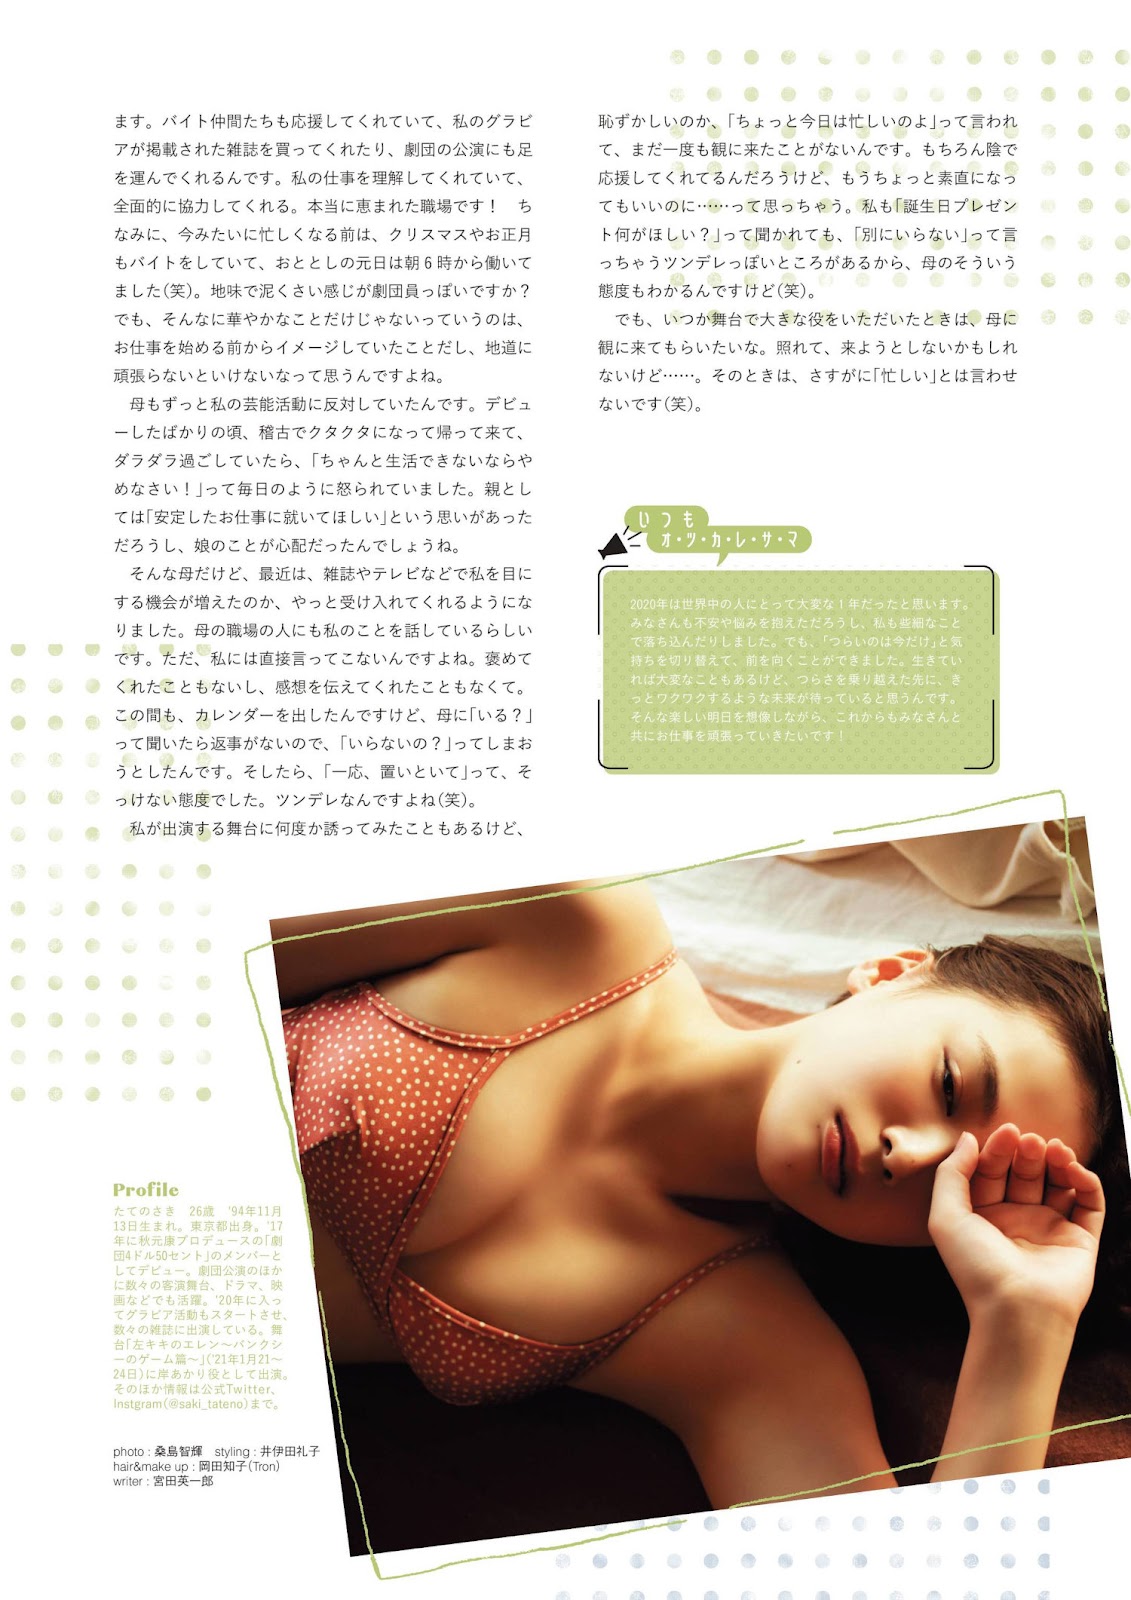 ます。バイト仲間たちも応援してくれていて、私のグラビ
アが掲載された雑誌を買ってくれたり、劇団の公演にも足
を運んでくれるんです。私の仕事を理解してくれていて、
全面的に協力してくれる。本当に恵まれた職場です！　ち
なみに、今みたいに忙しくなる前は、クリスマスやお正月
もバイトをしていて、おととしの元日は朝６時から働いて
ました(笑)。地味で泥くさい感じが劇団員っぽいですか？
でも、そんなに華やかなことだけじゃないっていうのは、
お仕事を始める前からイメージしていたことだし、地道に
頑張らないといけないなって思うんですよね。
　母もずっと私の芸能活動に反対していたんです。デビュ
ーしたばかりの頃、稽古でクタクタになって帰って来て、
ダラダラ過ごしていたら、「ちゃんと生活できないならや
めなさい！」って毎日のように怒られていました。親とし
ては「安定したお仕事に就いてほしい」という思いがあった
だろうし、娘のことが心配だったんでしょうね。
　そんな母だけど、最近は、雑誌やテレビなどで私を目に
する機会が増えたのか、やっと受け入れてくれるようにな
りました。母の職場の人にも私のことを話しているらしい
です。ただ、私には直接言ってこないんですよね。褒めて
くれたこともないし、感想を伝えてくれたこともなくて。
この間も、カレンダーを出したんですけど、母に「いる？」
って聞いたら返事がないので、「いらないの？」ってしまお
うとしたんです。そしたら、「一応、置いといて」って、そ
っけない態度でした。ツンデレなんですよね(笑)。
　私が出演する舞台に何度か誘ってみたこともあるけど、
恥ずかしいのか、「ちょっと今日は忙しいのよ」って言われ
て、まだ一度も観に来たことがないんです。もちろん陰で
応援してくれてるんだろうけど、もうちょっと素直になっ
てもいいのに……って思っちゃう。私も「誕生日プレゼン
ト何がほしい？」って聞かれても、「別にいらない」って言
っちゃうツンデレっぽいところがあるから、母のそういう
態度もわかるんですけど(笑)。
　でも、いつか舞台で大きな役をいただいたときは、母に
観に来てもらいたいな。照れて、来ようとしないかもしれ
ないけど……。そのときは、さすがに「忙しい」とは言わせ
ないです(笑)。
いつも
オ・ツ・カ・レ・サ・マ
2020年は世界中の人にとって大変な１年だったと思います。
みなさんも不安や悩みを抱えただろうし、私も些細なこと
で落ち込んだりしました。でも、「つらいのは今だけ」と気
持ちを切り替えて、前を向くことができました。生きてい
れば大変なこともあるけど、つらさを乗り越えた先に、き
っとワクワクするような未来が待っていると思うんです。
そんな楽しい明日を想像しながら、これからもみなさんと
共にお仕事を頑張っていきたいです！
Profile
たてのさき　26歳　'94年11月
13日生まれ。東京都出身。'17
年に秋元康プロデュースの「劇
団4ドル50セント」のメンバーと
してデビュー。劇団公演のほか
に数々の客演舞台、ドラマ、映
画などでも活躍。'20年に入っ
てグラビア活動もスタートさせ、
数々の雑誌に出演している。舞
台「左キキのエレン〜バンクシ
ーのゲーム篇〜」('21年1月21〜
24日)に岸あかり役として出演。
そのほか情報は公式Twitter、
Instgram(@saki_tateno)まで。
photo : 桑島智輝　styling : 井伊田礼子
hair&make up : 岡田知子(Tron)
writer : 宮田英一郎